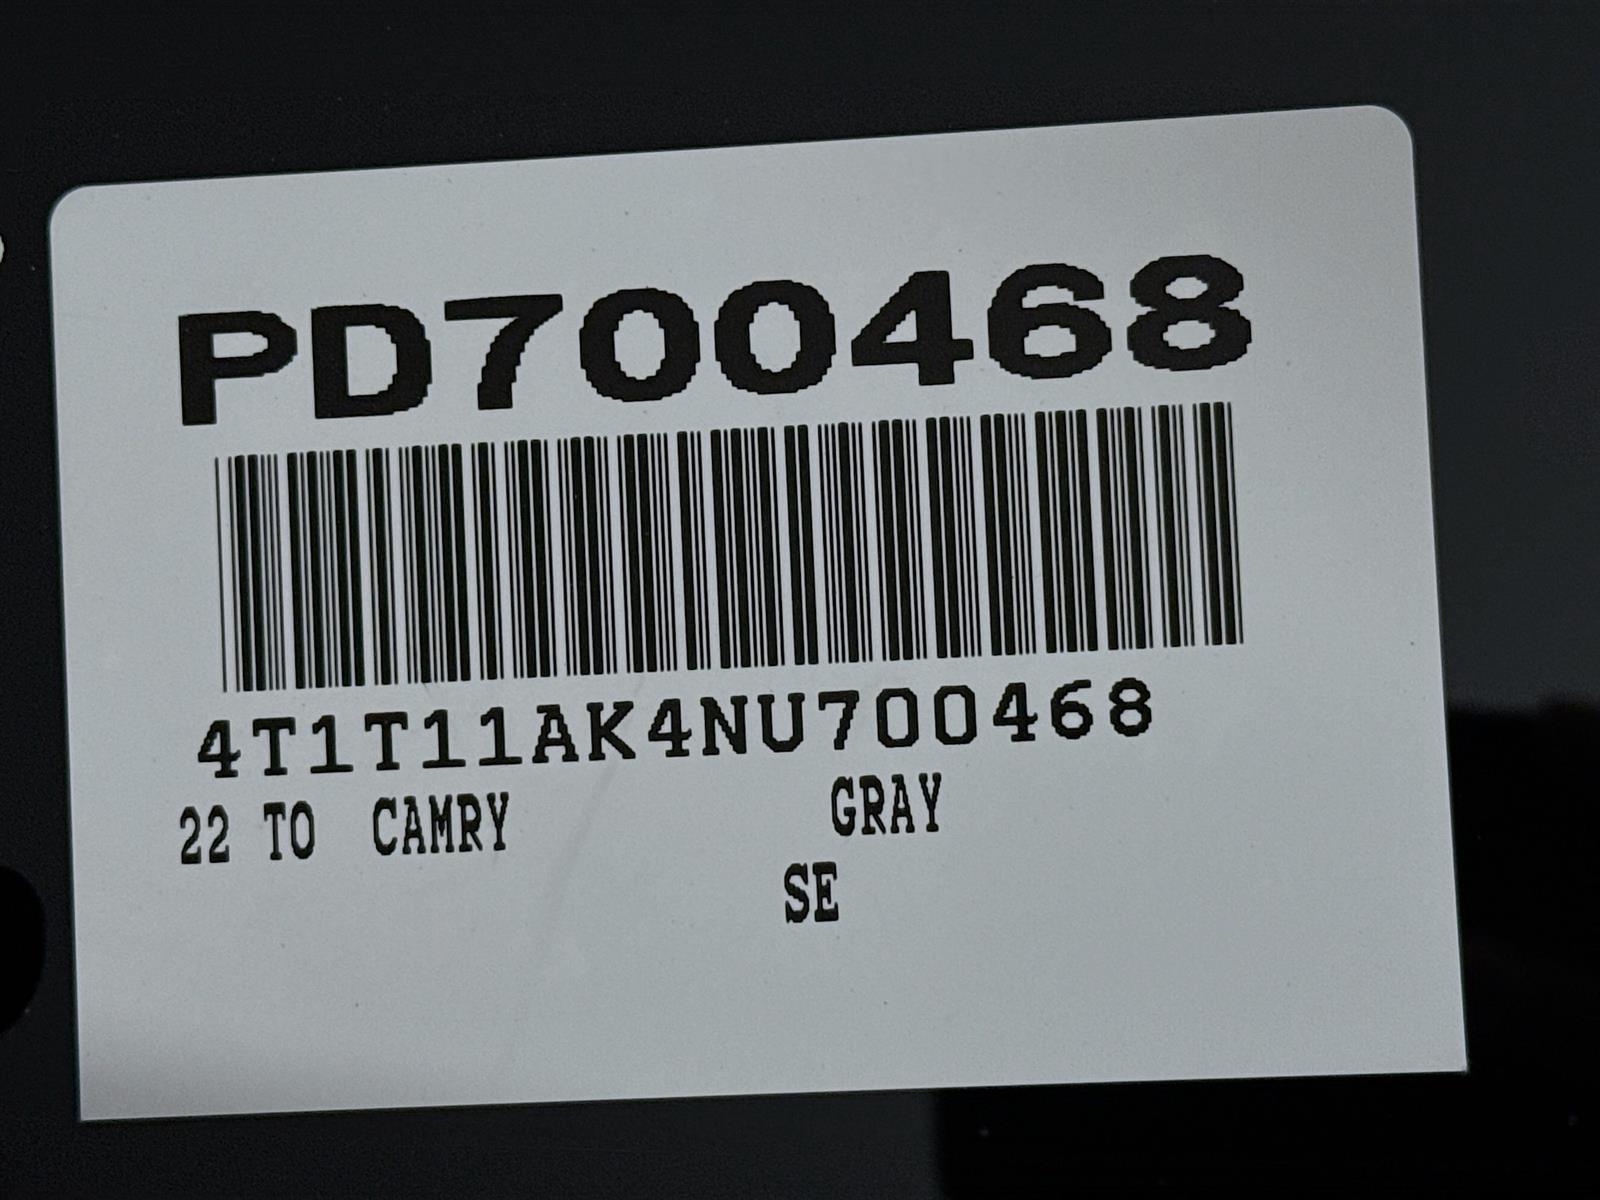 PD700468
4T1T11AK4NU700468
22 TO CAMRY GRAY
SE